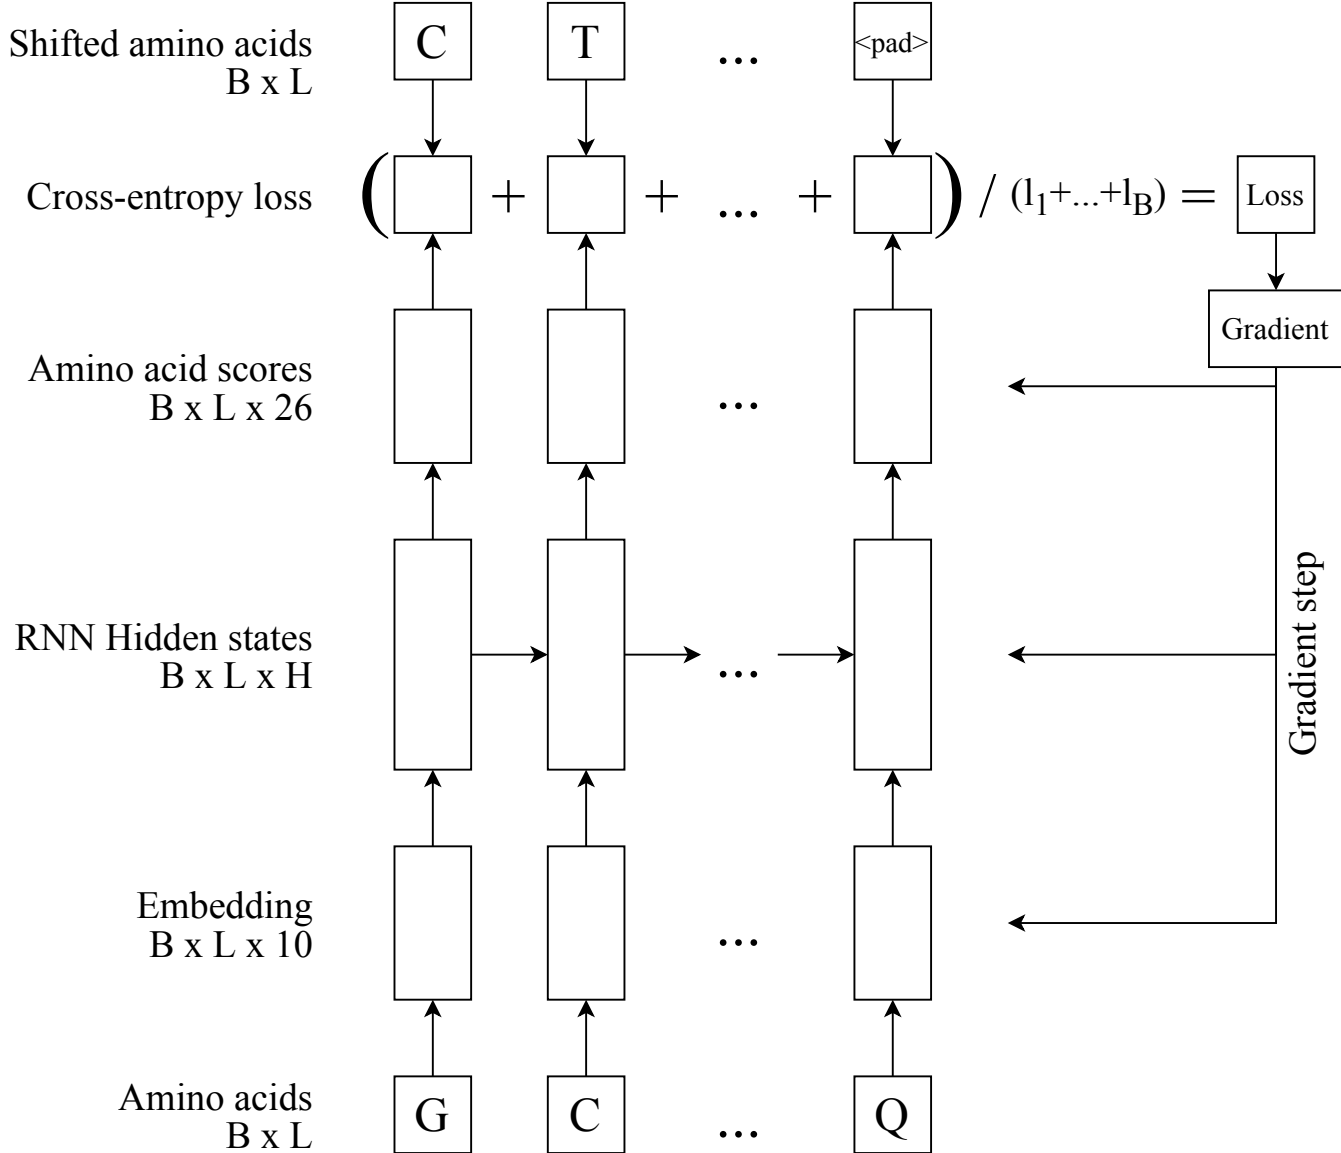 Shifted amino acids
B x L
C
T
...
<pad>
Cross-entropy loss
( + + ... + ) / (l₁+...+l_B) = Loss
Gradient
Amino acid scores
B x L x 26
...
RNN Hidden states
B x L x H
...
Gradient step
Embedding
B x L x 10
...
Amino acids
B x L
G
C
...
Q